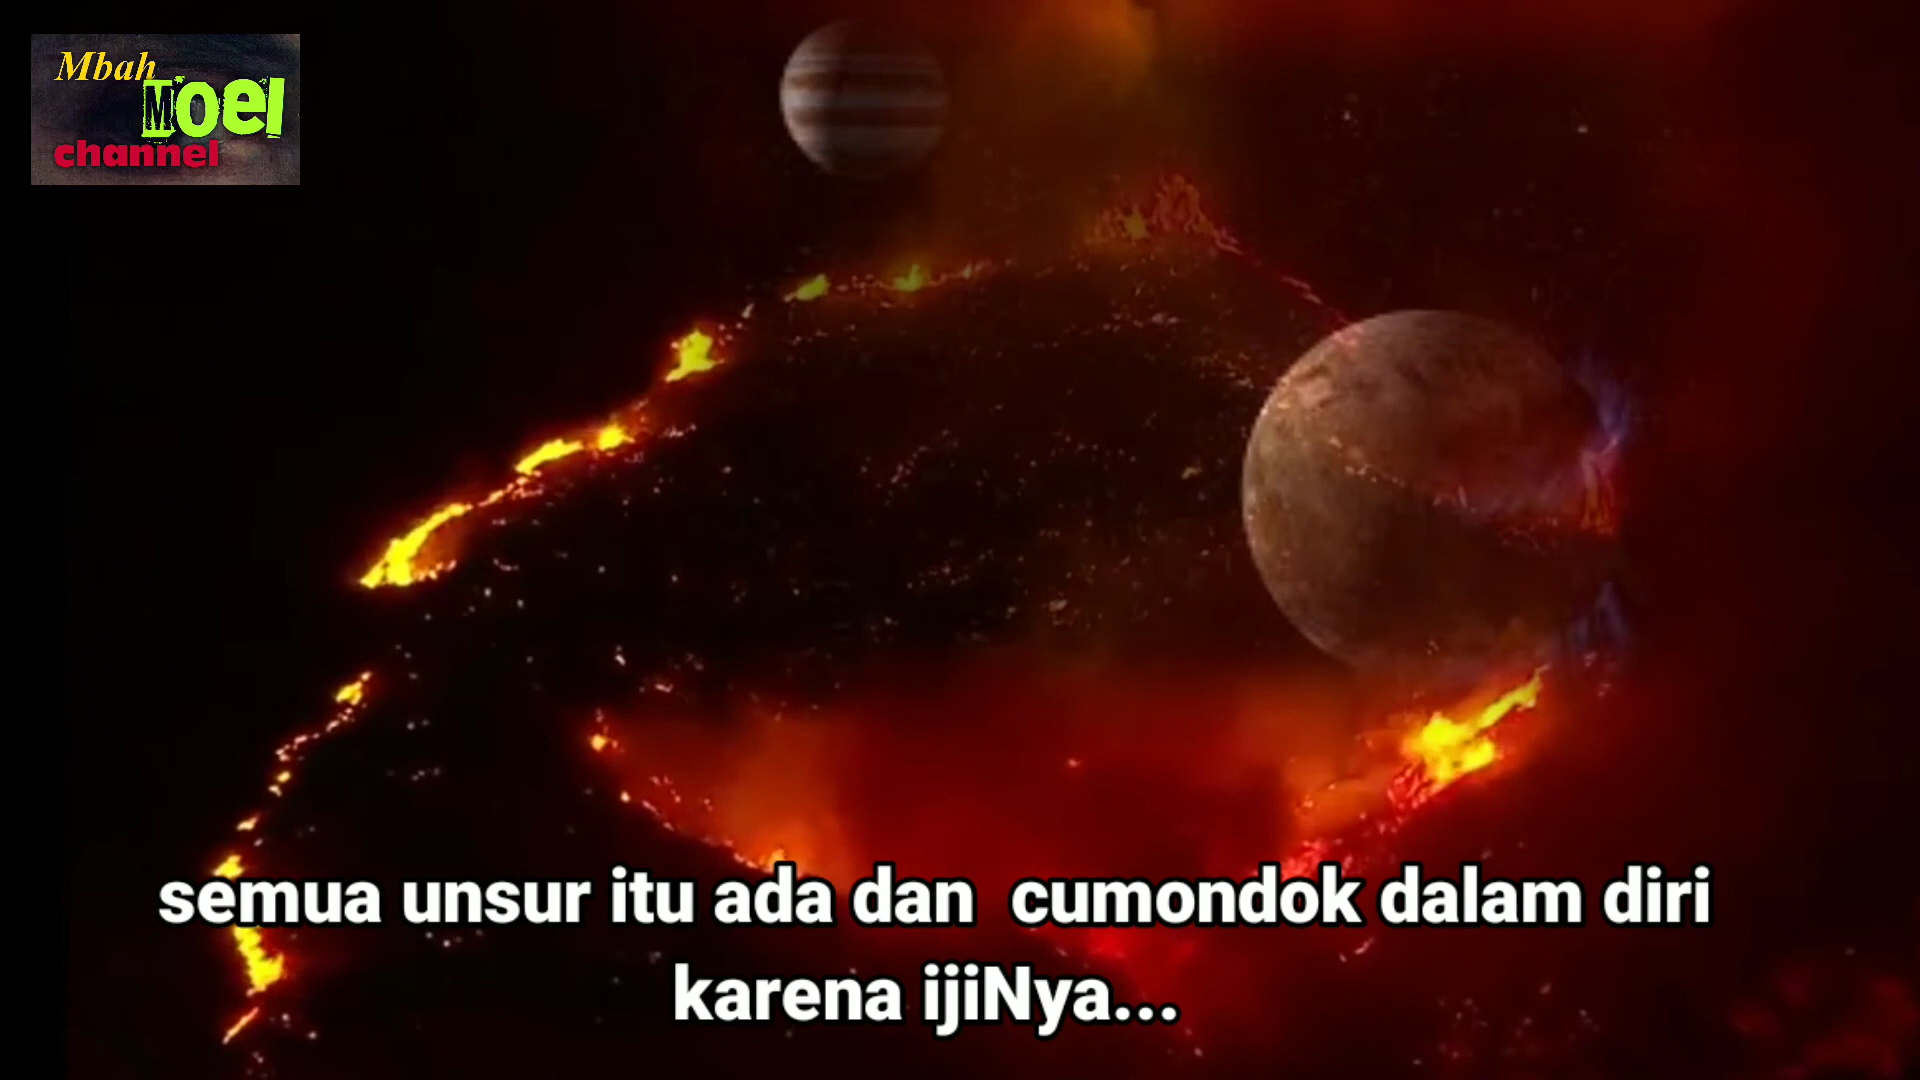 Mbah
Moel
channel
semua unsur itu ada dan cumondok dalam diri
karena ijiNya...